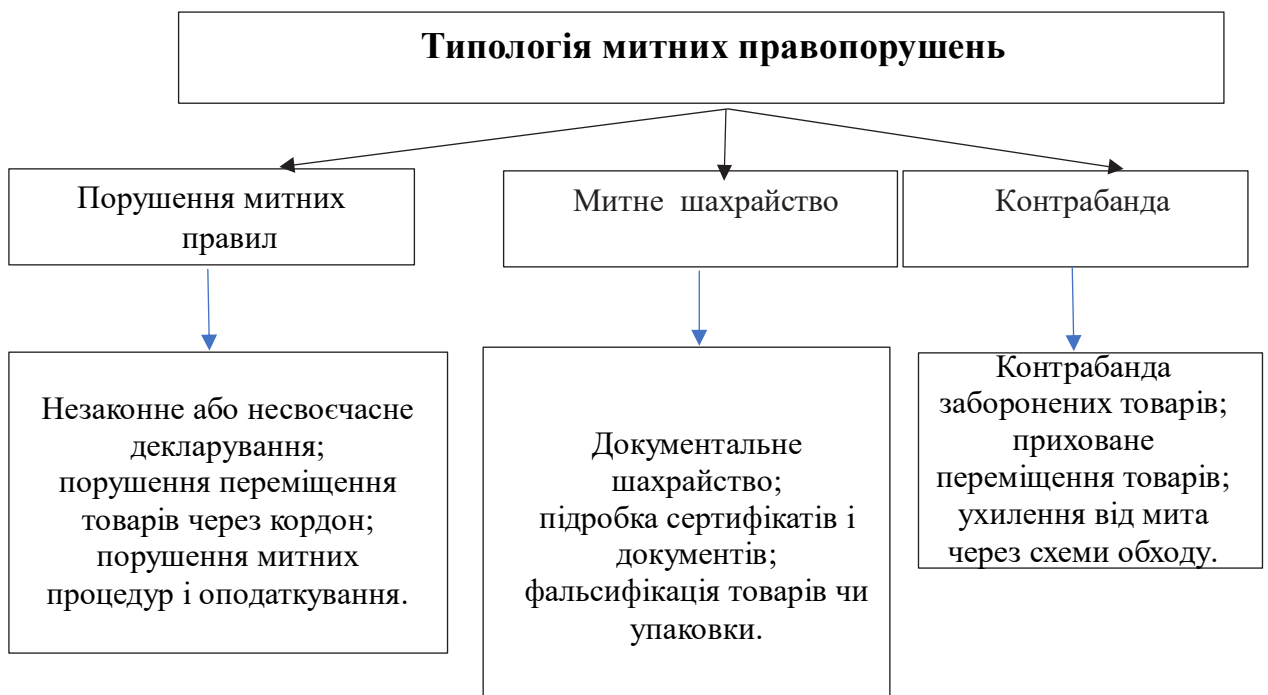 Типологія митних правопорушень
Порушення митних
правил
Митне шахрайство
Контрабанда
Незаконне або несвоєчасне
декларування;
порушення переміщення
товарів через кордон;
порушення митних
процедур і оподаткування.
Документальне
шахрайство;
підробка сертифікатів і
документів;
фальсифікація товарів чи
упаковки.
Контрабанда
заборонених товарів;
приховане
переміщення товарів;
ухилення від мита
через схеми обходу.